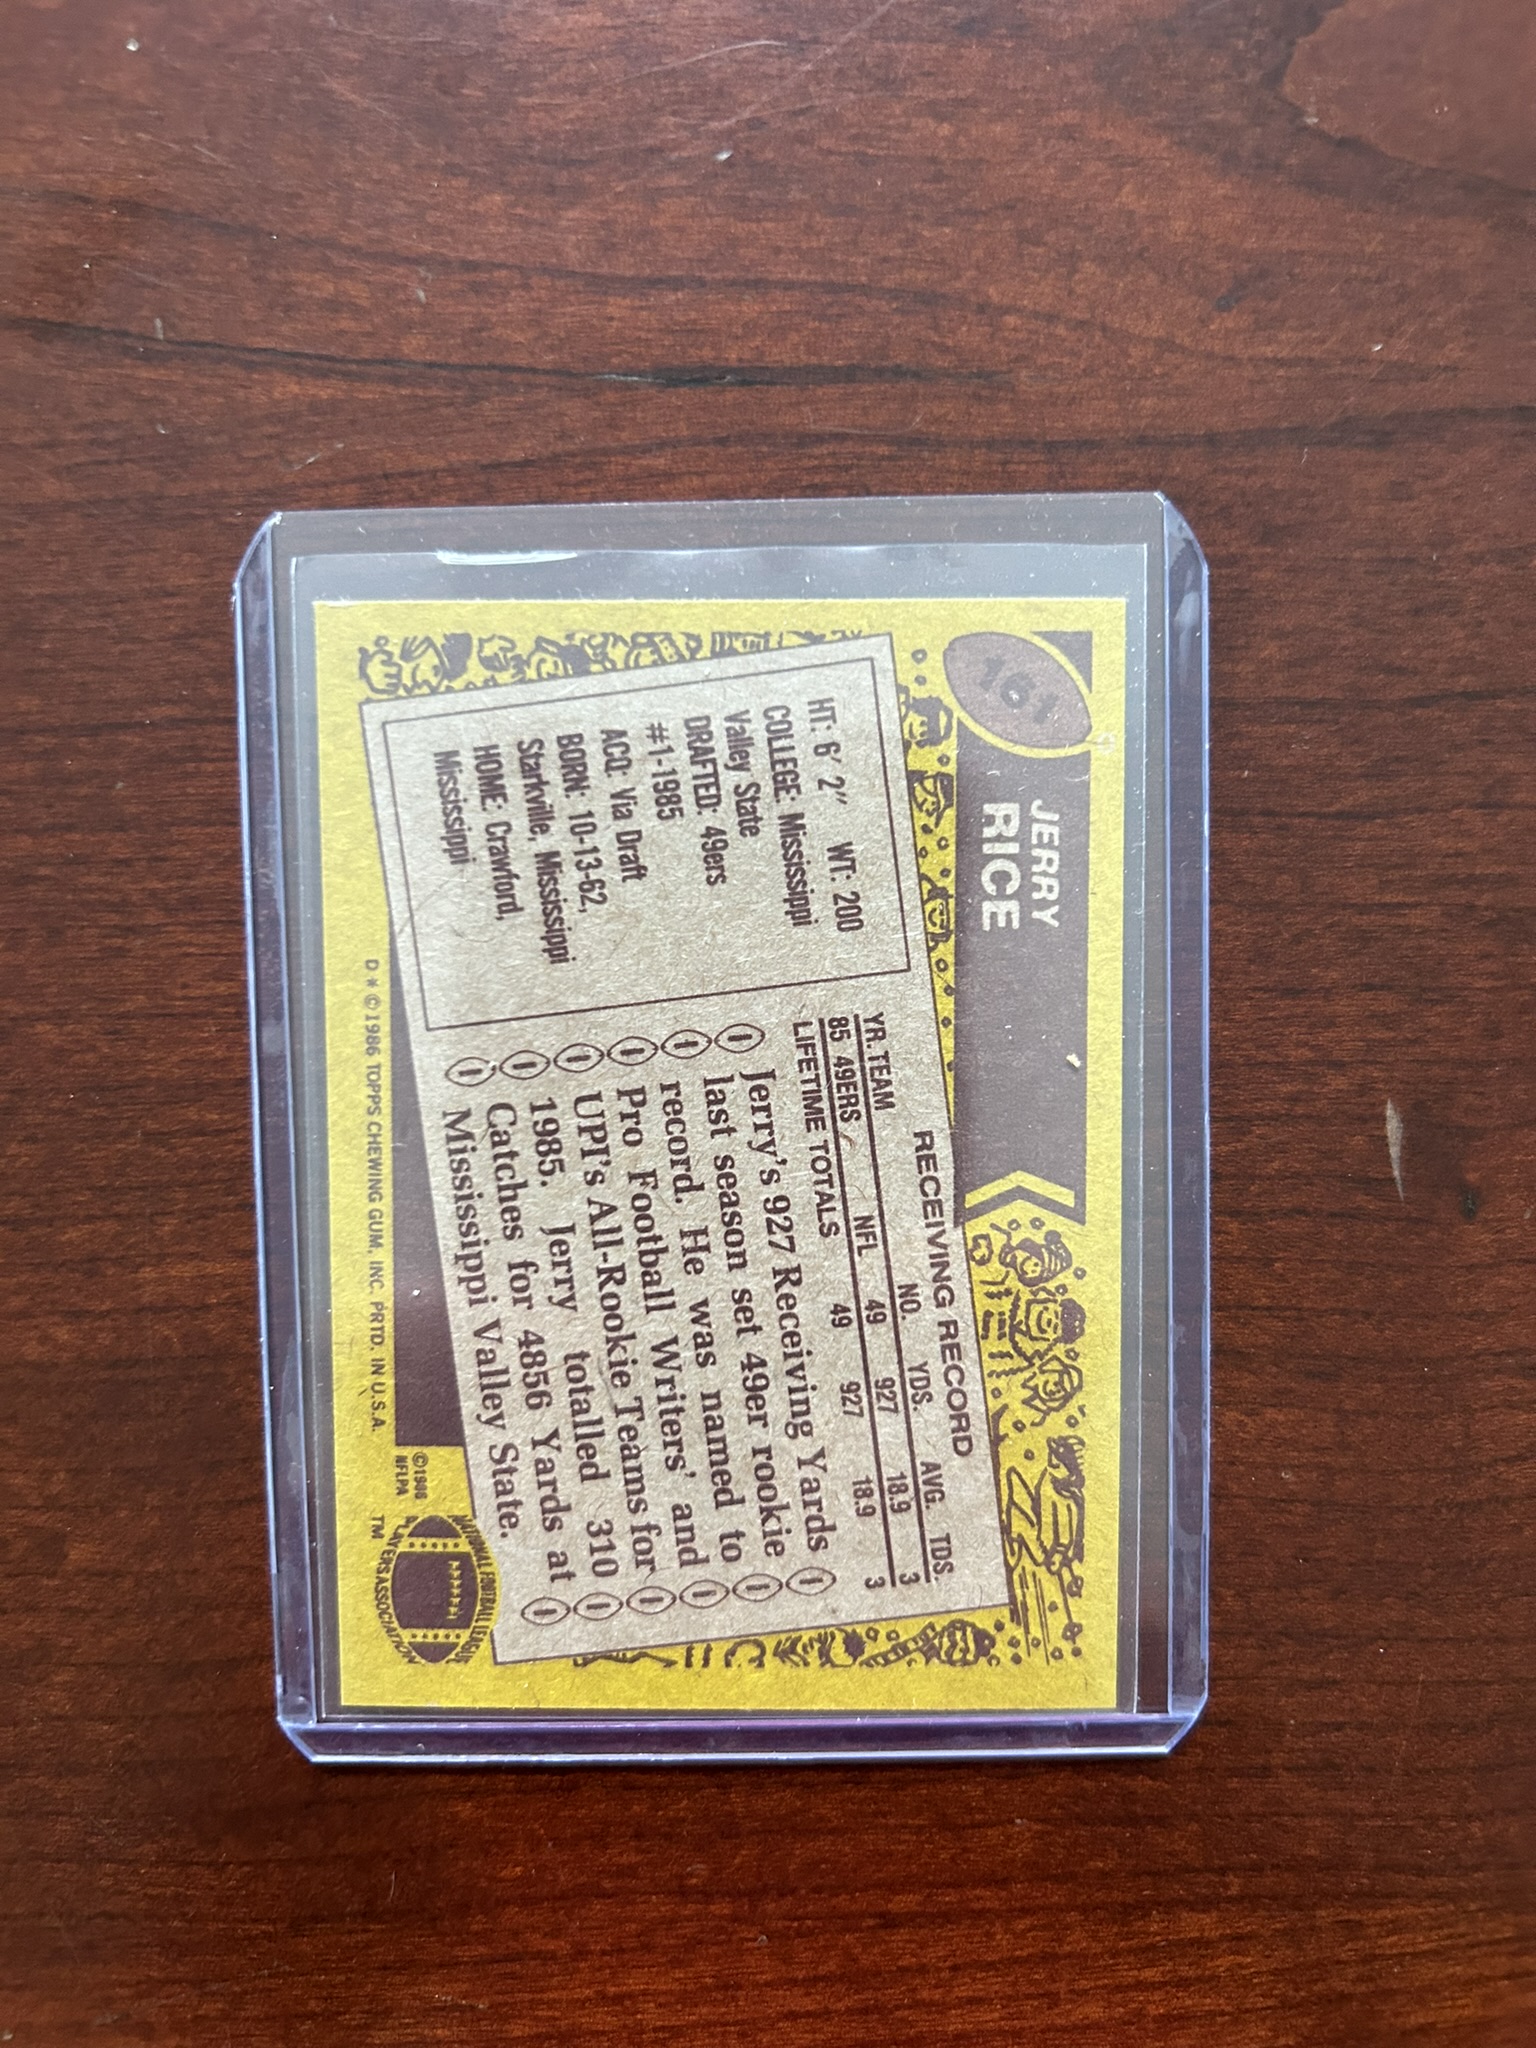 161
JERRY
RICE
HT: 6' 2" WT: 200
COLLEGE: Mississippi
Valley State
DRAFTED: 49ers
#1-1985
ACQ: Via Draft
BORN: 10-13-62,
Starkville, Mississippi
HOME: Crawford,
Mississippi
RECEIVING RECORD
YR. TEAM NO. YDS. AVG. TDS.
85 49ERS NFL 49 927 18.9 3
LIFETIME TOTALS 49 927 18.9 3
Jerry's 927 Receiving Yards
last season set 49er rookie
record. He was named to
Pro Football Writers' and
UPI's All-Rookie Teams for
1985. Jerry totalled 310
Catches for 4856 Yards at
Mississippi Valley State.
D*©1986 TOPPS CHEWING GUM, INC. PRTD. IN U.S.A.
©1986
NFLPA
TM
NATIONAL FOOTBALL LEAGUE
PLAYERS ASSOCIATION